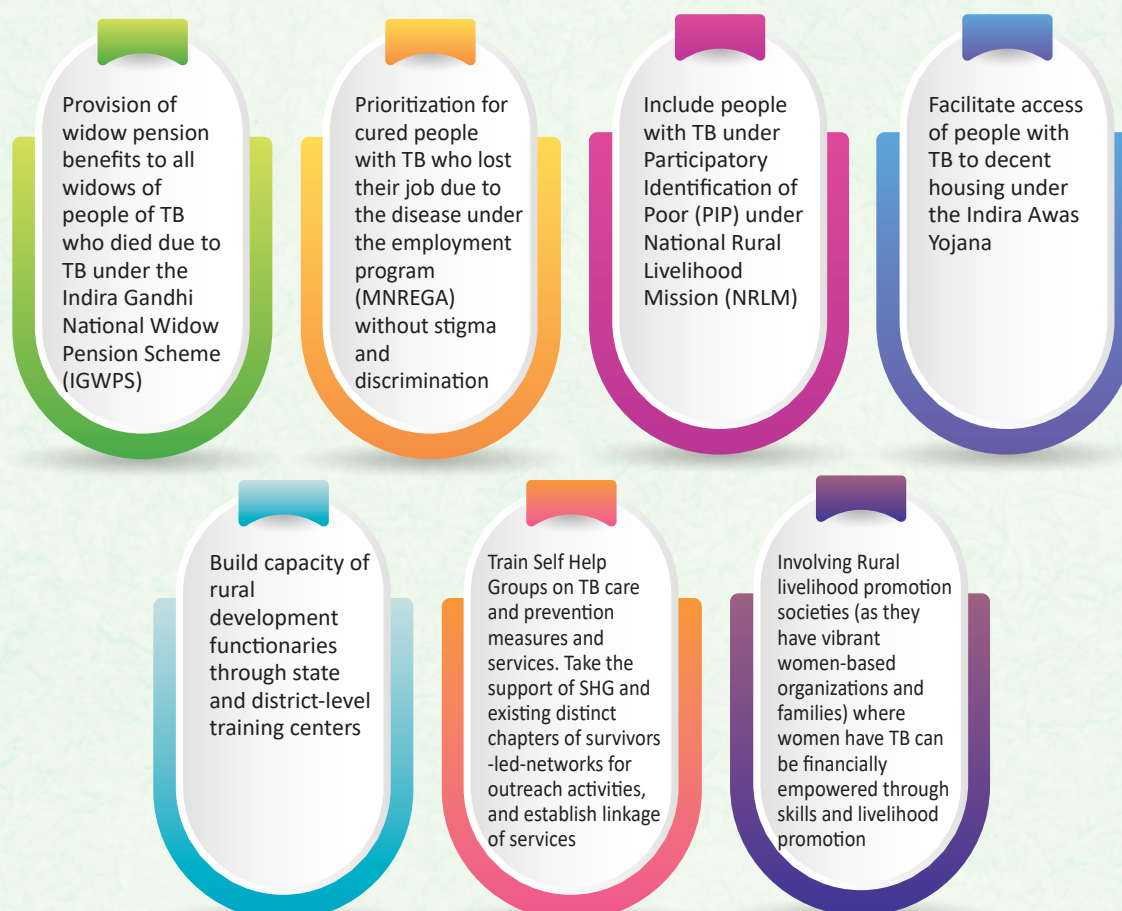 Provision of
widow pension
benefits to all
widows of
people of TB
who died due to
TB under the
Indira Gandhi
National Widow
Pension Scheme
(IGWPS)
Prioritization for
cured people
with TB who lost
their job due to
the disease under
the employment
program
(MNREGA)
without stigma
and
discrimination
Include people
with TB under
Participatory
Identification of
Poor (PIP) under
National Rural
Livelihood
Mission (NRLM)
Facilitate access
of people with
TB to decent
housing under
the Indira Awas
Yojana
Build capacity of
rural
development
functionaries
through state
and district-level
training centers
Train Self Help
Groups on TB care
and prevention
measures and
services. Take the
support of SHG and
existing distinct
chapters of survivors
-led-networks for
outreach activities,
and establish linkage
of services
Involving Rural
livelihood promotion
societies (as they
have vibrant
women-based
organizations and
families) where
women have TB can
be financially
empowered through
skills and livelihood
promotion